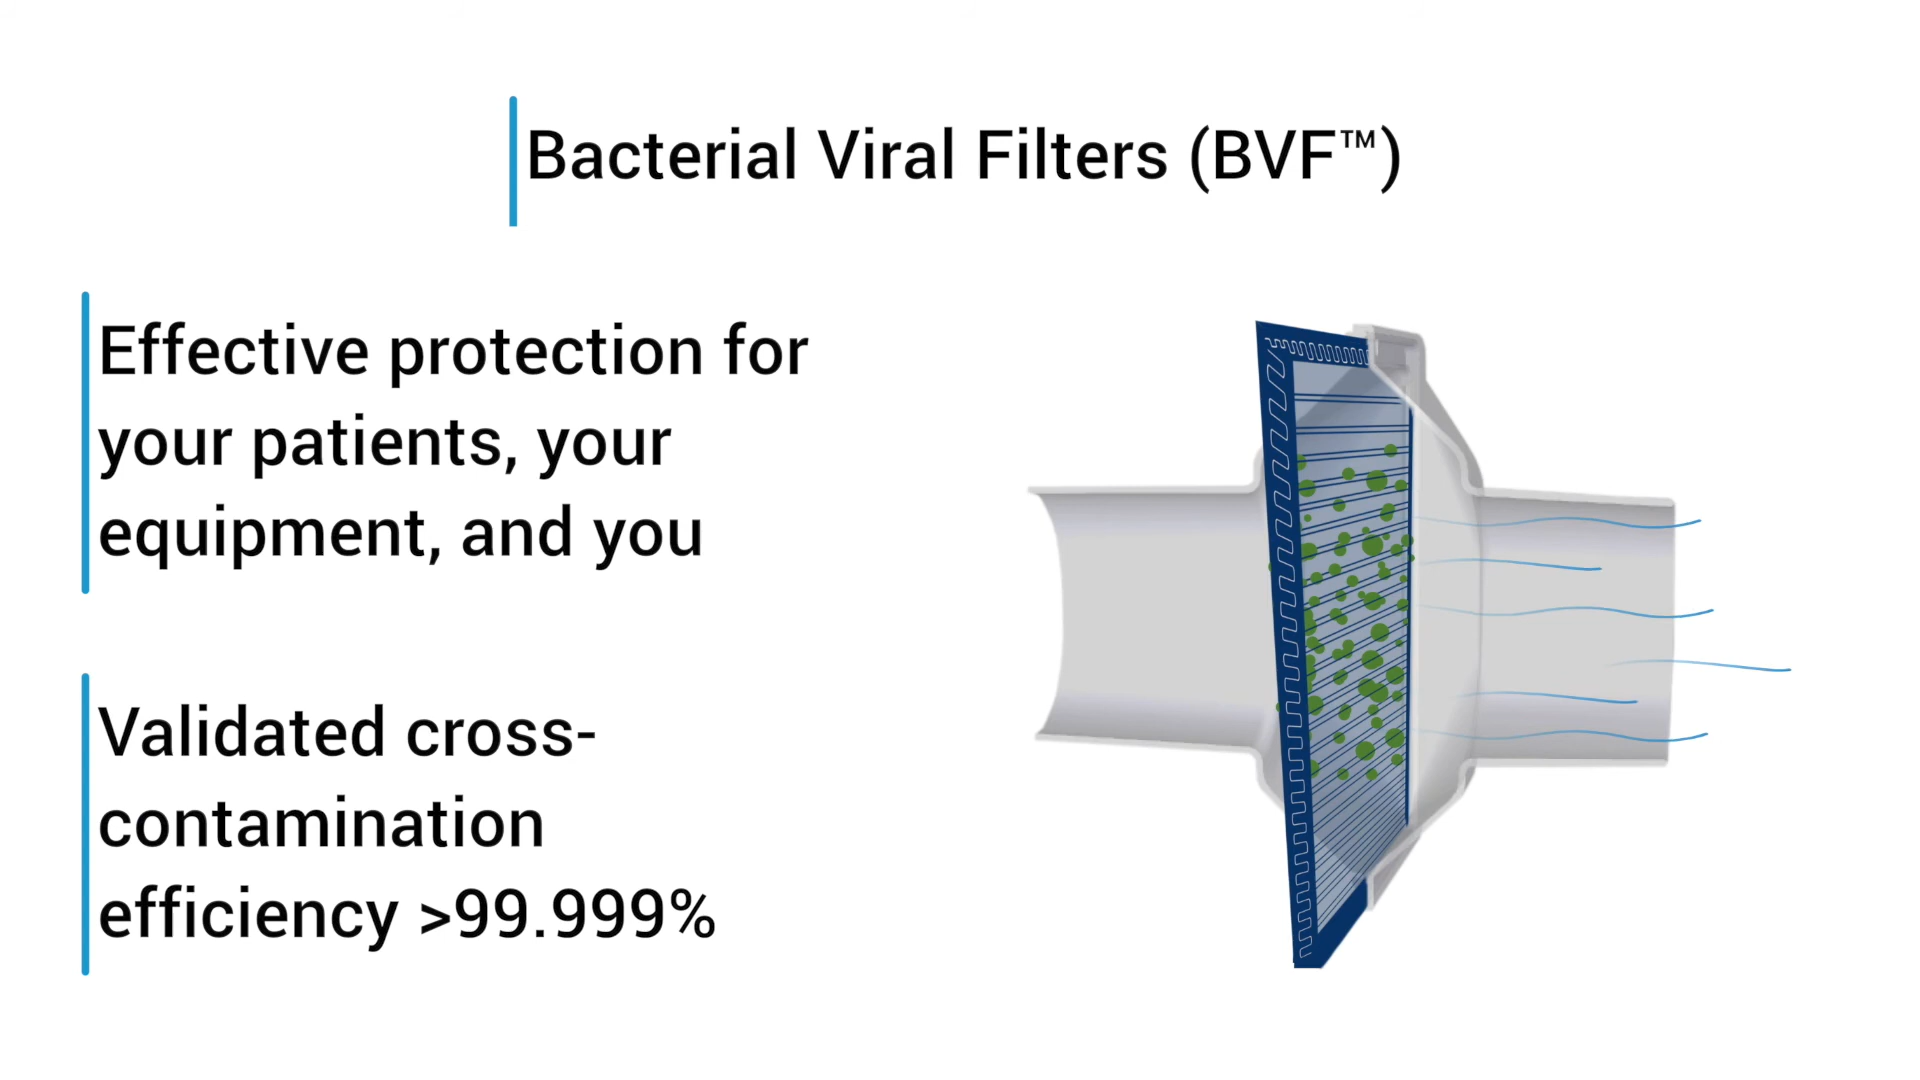 Bacterial Viral Filters (BVF™)
Effective protection for
your patients, your
equipment, and you
Validated cross-
contamination
efficiency >99.999%